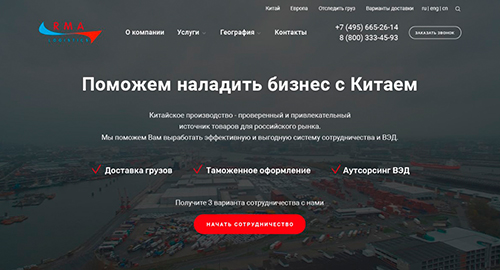 Китай Европа Отследить груз Варианты доставки ru | eng | cn
RMA
О компании Услуги География Контакты
+7 (495) 665-26-14
8 (800) 333-45-93
ЗАКАЗАТЬ ЗВОНОК
Поможем наладить бизнес с Китаем
Китайское производство - проверенный и привлекательный
источник товаров для российского рынка.
Мы поможем Вам выработать эффективную и выгодную систему сотрудничества и ВЭД.
Доставка грузов Таможенное оформление Аутсорсинг ВЭД
Получите 3 варианта сотрудничества с нами.
НАЧАТЬ СОТРУДНИЧЕСТВО